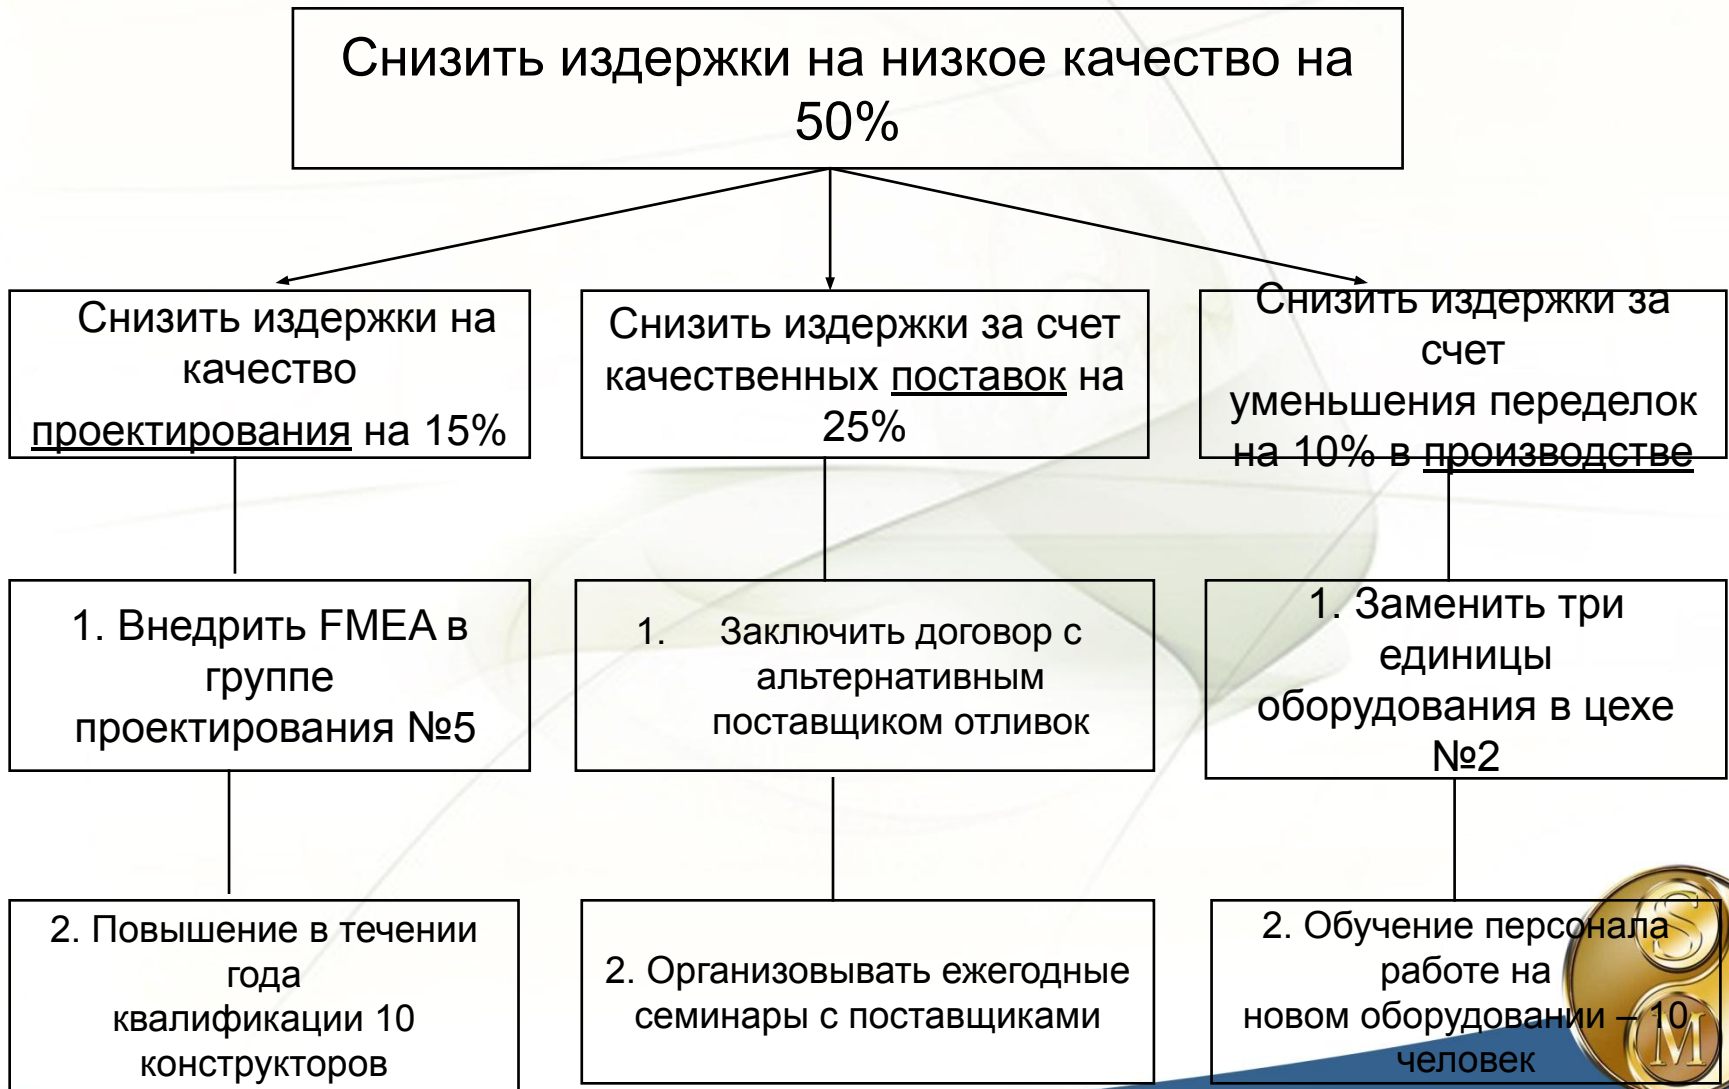 Снизить издержки на низкое качество на
50%
Снизить издержки на
качество
проектирования на 15%
Снизить издержки за счет
качественных поставок на
25%
Снизить издержки за
счет
уменьшения переделок
на 10% в производстве
1. Внедрить FMEA в
группе
проектирования №5
1. Заключить договор с
альтернативным
поставщиком отливок
1. Заменить три
единицы
оборудования в цехе
№2
2. Повышение в течении
года
квалификации 10
конструкторов
2. Организовывать ежегодные
семинары с поставщиками
2. Обучение персонала
работе на
новом оборудовании – 10
человек
S
M